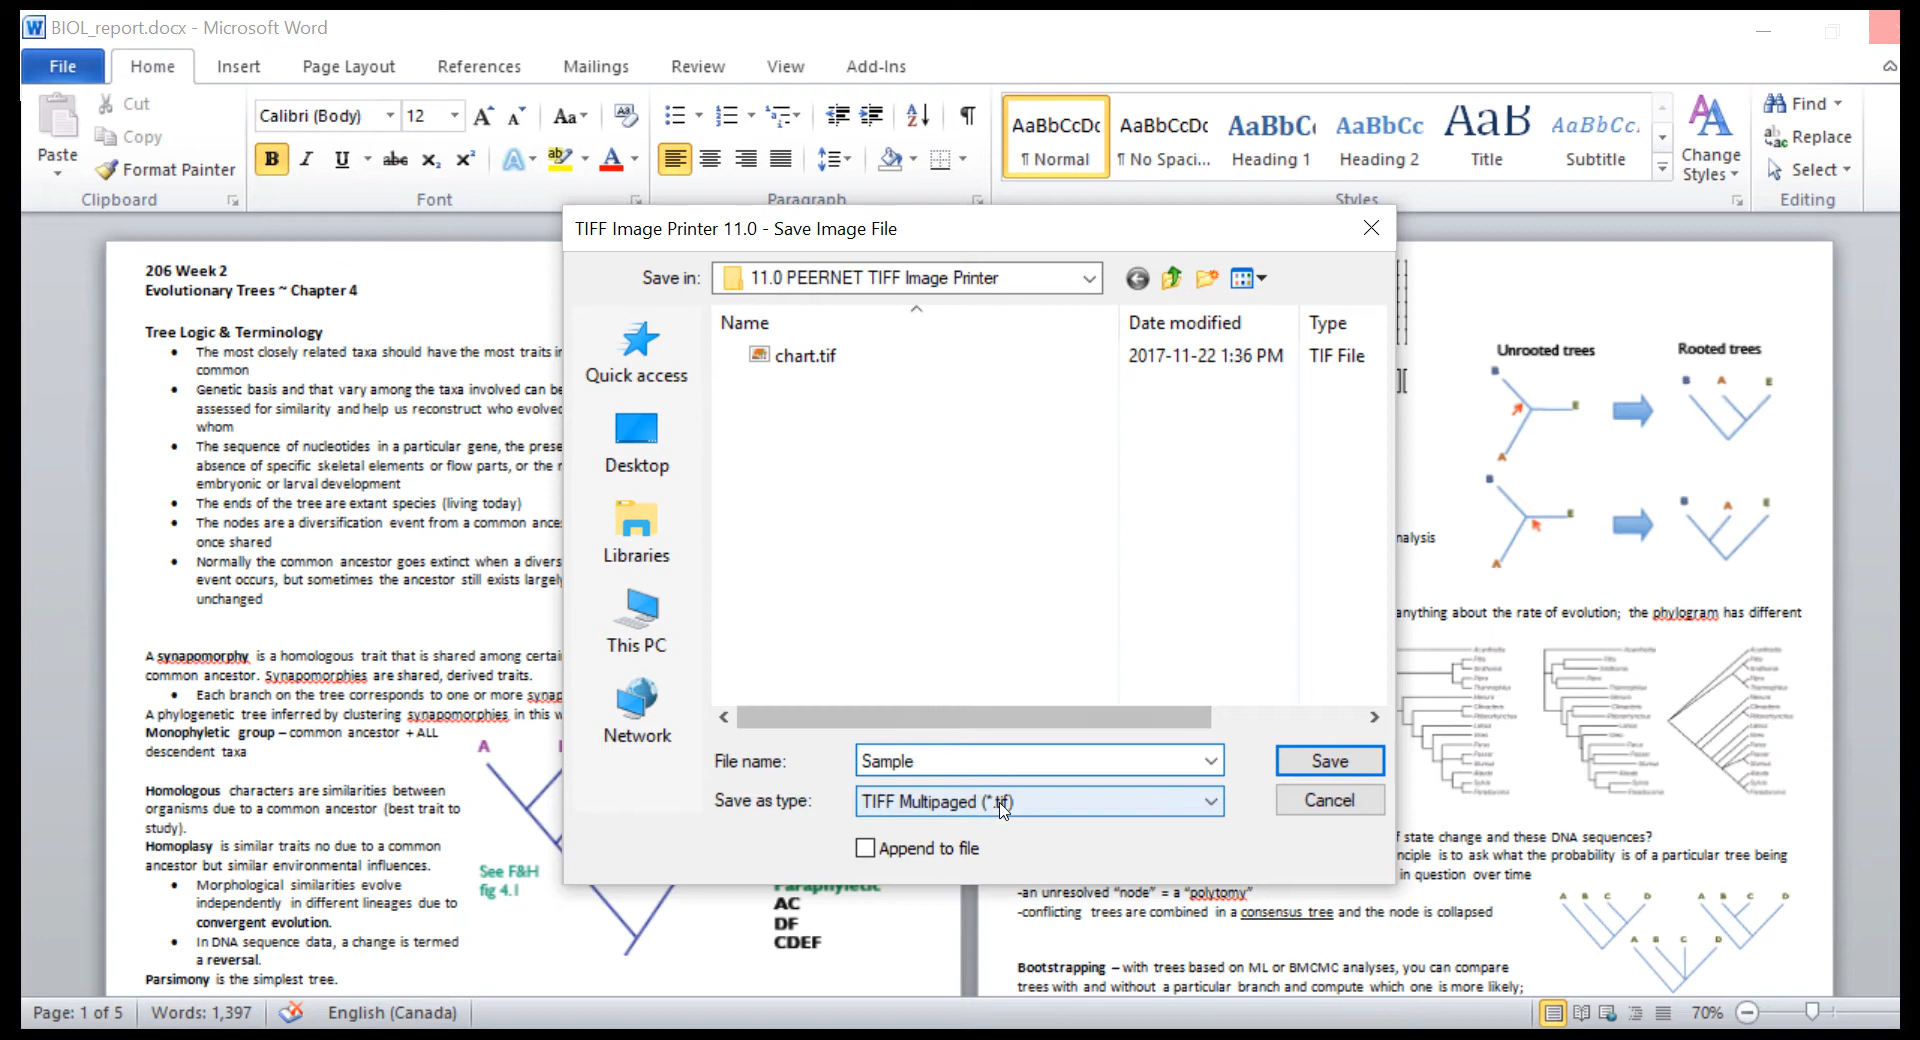 BIOL_report.docx - Microsoft Word
File Home Insert Page Layout References Mailings Review View Add-Ins
Paste
Cut
Copy
Format Painter
Clipboard
Calibri (Body) 12
Font
Paragraph
AaBbCcDc AaBbCcDc AaBbC AaBbCc AaB AaBbCc.
¶ Normal ¶ No Spaci... Heading 1 Heading 2 Title Subtitle
Styles
Change Styles
Find
Replace
Select
Editing
206 Week 2
Evolutionary Trees ~ Chapter 4
Tree Logic & Terminology
• The most closely related taxa should have the most traits in
common
• Genetic basis and that vary among the taxa involved can be
assessed for similarity and help us reconstruct who evolved
whom
• The sequence of nucleotides in a particular gene, the prese
absence of specific skeletal elements or flow parts, or the
embryonic or larval development
• The ends of the tree are extant species (living today)
• The nodes are a diversification event from a common ance
once shared
• Normally the common ancestor goes extinct when a divers
event occurs, but sometimes the ancestor still exists largely
unchanged
A synapomorphy is a homologous trait that is shared among certai
common ancestor. Synapomorphies are shared, derived traits.
• Each branch on the tree corresponds to one or more synap
A phylogenetic tree inferred by clustering synapomorphies in this w
Monophyletic group – common ancestor + ALL
descendent taxa
A
Homologous characters are similarities between
organisms due to a common ancestor (best trait to
study).
Homoplasy is similar traits no due to a common
ancestor but similar environmental influences.
• Morphological similarities evolve
independently in different lineages due to
convergent evolution.
• In DNA sequence data, a change is termed
a reversal.
Parsimony is the simplest tree.
See F&H
fig 4.1
Paraphyletic
AC
DF
CDEF
TIFF Image Printer 11.0 - Save Image File
Save in: 11.0 PEERNET TIFF Image Printer
Quick access
Desktop
Libraries
This PC
Network
Name Date modified Type
chart.tif 2017-11-22 1:36 PM TIF File
File name: Sample Save
Save as type: TIFF Multipaged (*.tif) Cancel
Append to file
Unrooted trees Rooted trees
B E A
B A E
B E A
B A E
nalysis
anything about the rate of evolution; the phylogram has different
f state change and these DNA sequences?
nciple is to ask what the probability is of a particular tree being
in question over time
-an unresolved “node” = a “polytomy”
-conflicting trees are combined in a consensus tree and the node is collapsed
A B C D
A B C D
A B C D
Bootstrapping – with trees based on ML or BMCMC analyses, you can compare
trees with and without a particular branch and compute which one is more likely;
Page: 1 of 5 Words: 1,397 English (Canada) 70%